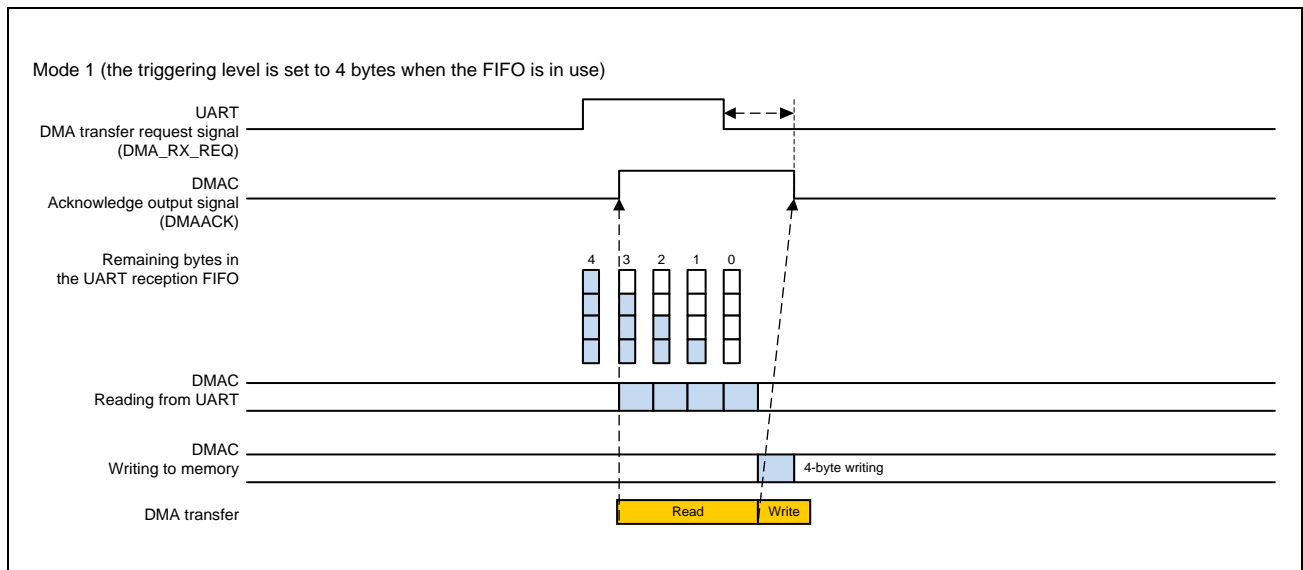 Mode 1 (the triggering level is set to 4 bytes when the FIFO is in use)
UART
DMA transfer request signal
(DMA_RX_REQ)
DMAC
Acknowledge output signal
(DMAACK)
Remaining bytes in
the UART reception FIFO
4 3 2 1 0
DMAC
Reading from UART
DMAC
Writing to memory
4-byte writing
DMA transfer
Read
Write